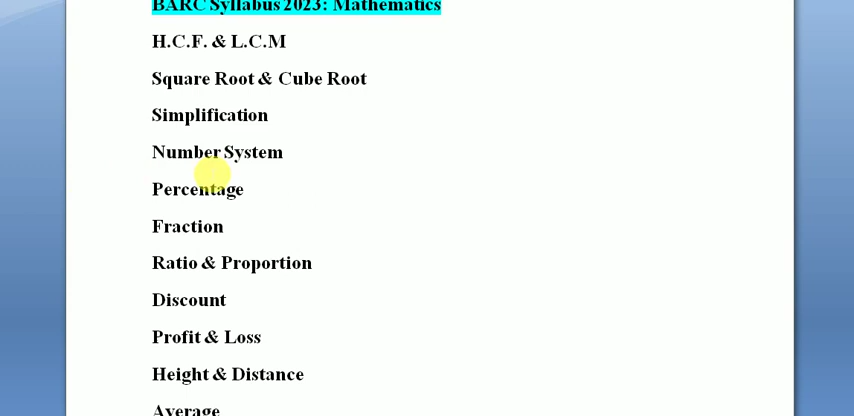 BARC Syllabus 2023: Mathematics
H.C.F. & L.C.M
Square Root & Cube Root
Simplification
Number System
Percentage
Fraction
Ratio & Proportion
Discount
Profit & Loss
Height & Distance
Average